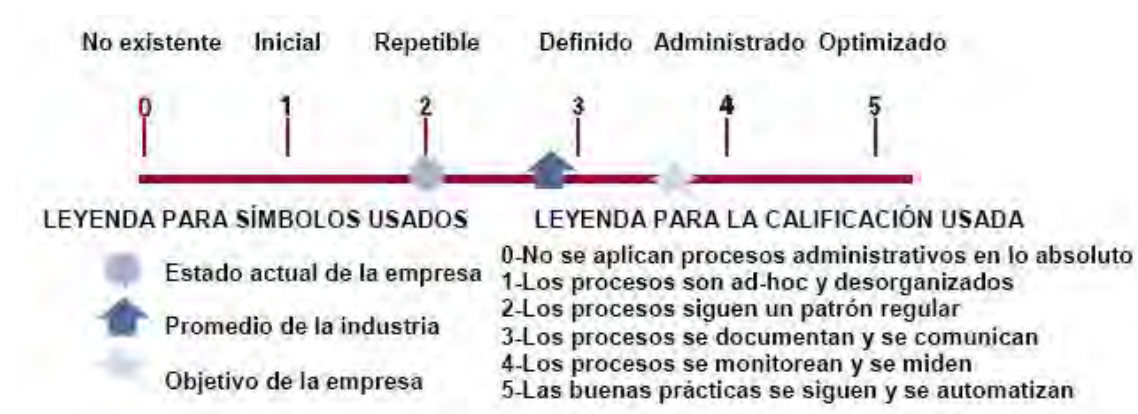 No existente Inicial Repetible Definido Administrado Optimizado
0 1 2 3 4 5
LEYENDA PARA SÍMBOLOS USADOS
Estado actual de la empresa
Promedio de la industria
Objetivo de la empresa
LEYENDA PARA LA CALIFICACIÓN USADA
0-No se aplican procesos administrativos en lo absoluto
1-Los procesos son ad-hoc y desorganizados
2-Los procesos siguen un patrón regular
3-Los procesos se documentan y se comunican
4-Los procesos se monitorean y se miden
5-Las buenas prácticas se siguen y se automatizan